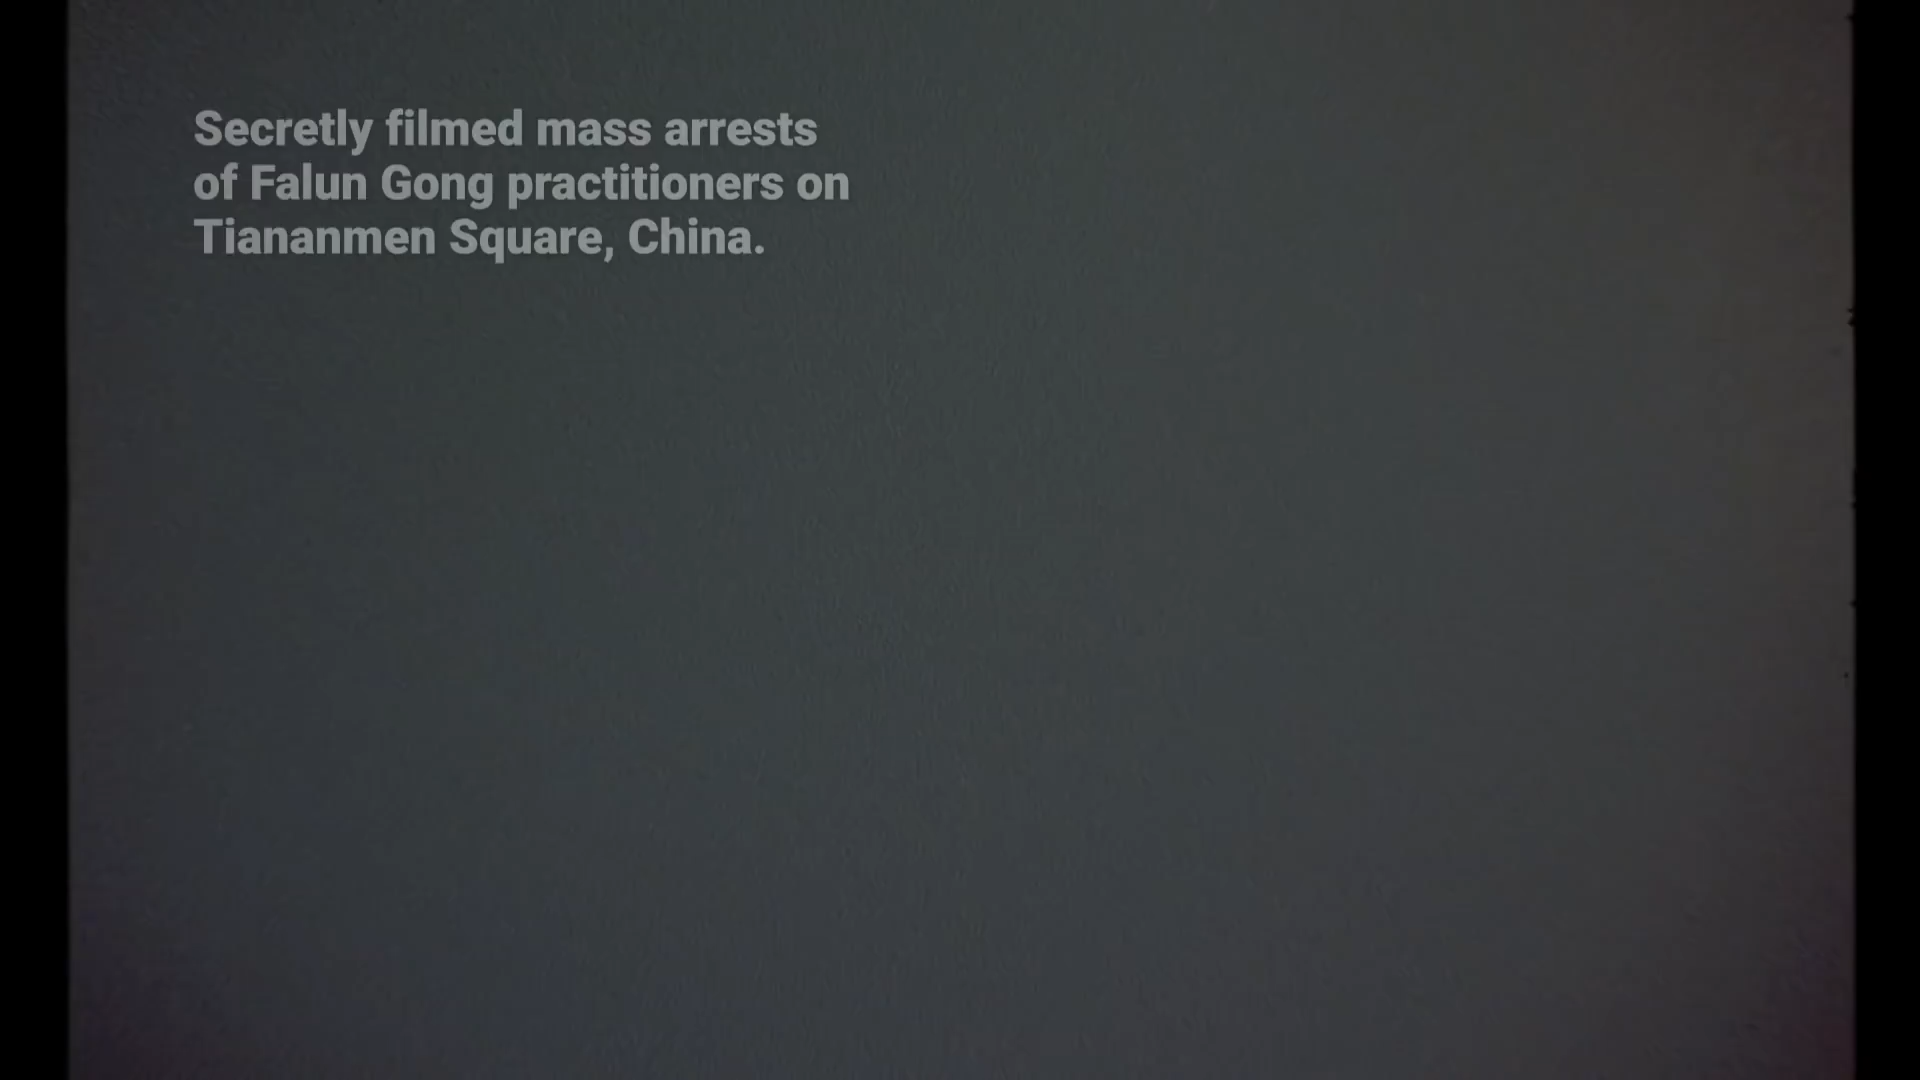 Secretly filmed mass arrests
of Falun Gong practitioners on
Tiananmen Square, China.